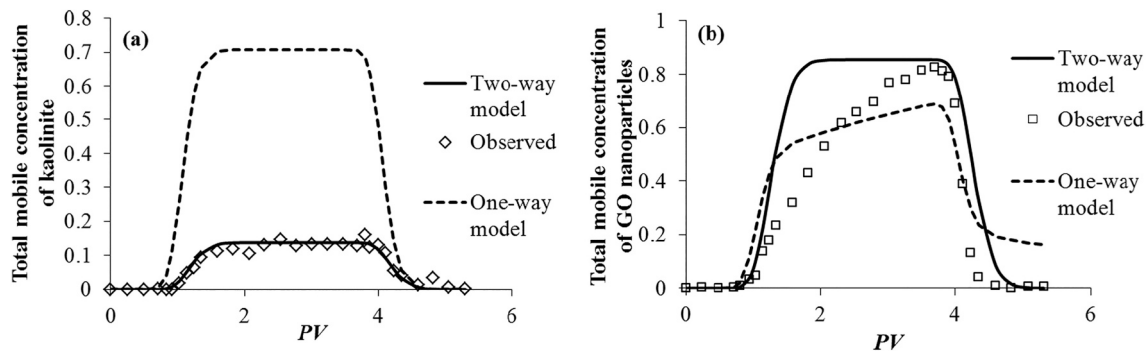 (a)
Total mobile concentration
of kaolinite
0.8
0.7
0.6
0.5
0.4
0.3
0.2
0.1
0
0
2
4
6
PV
Two-way
model
Observed
One-way
model
(b)
Total mobile concentration
of GO nanoparticles
1
0.8
0.6
0.4
0.2
0
0
2
4
6
PV
Two-way
model
Observed
One-way
model